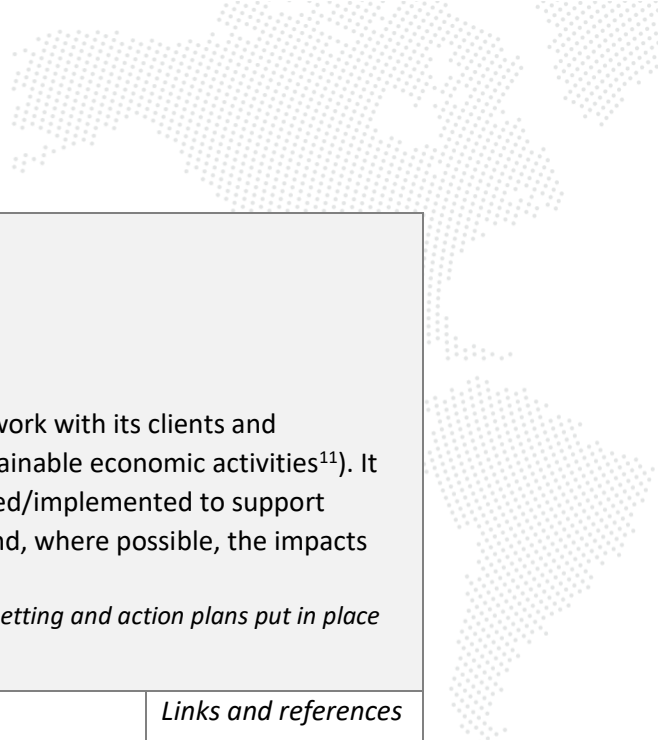 work with its clients and
ainable economic activities¹¹). It
ed/implemented to support
nd, where possible, the impacts
etting and action plans put in place
Links and references